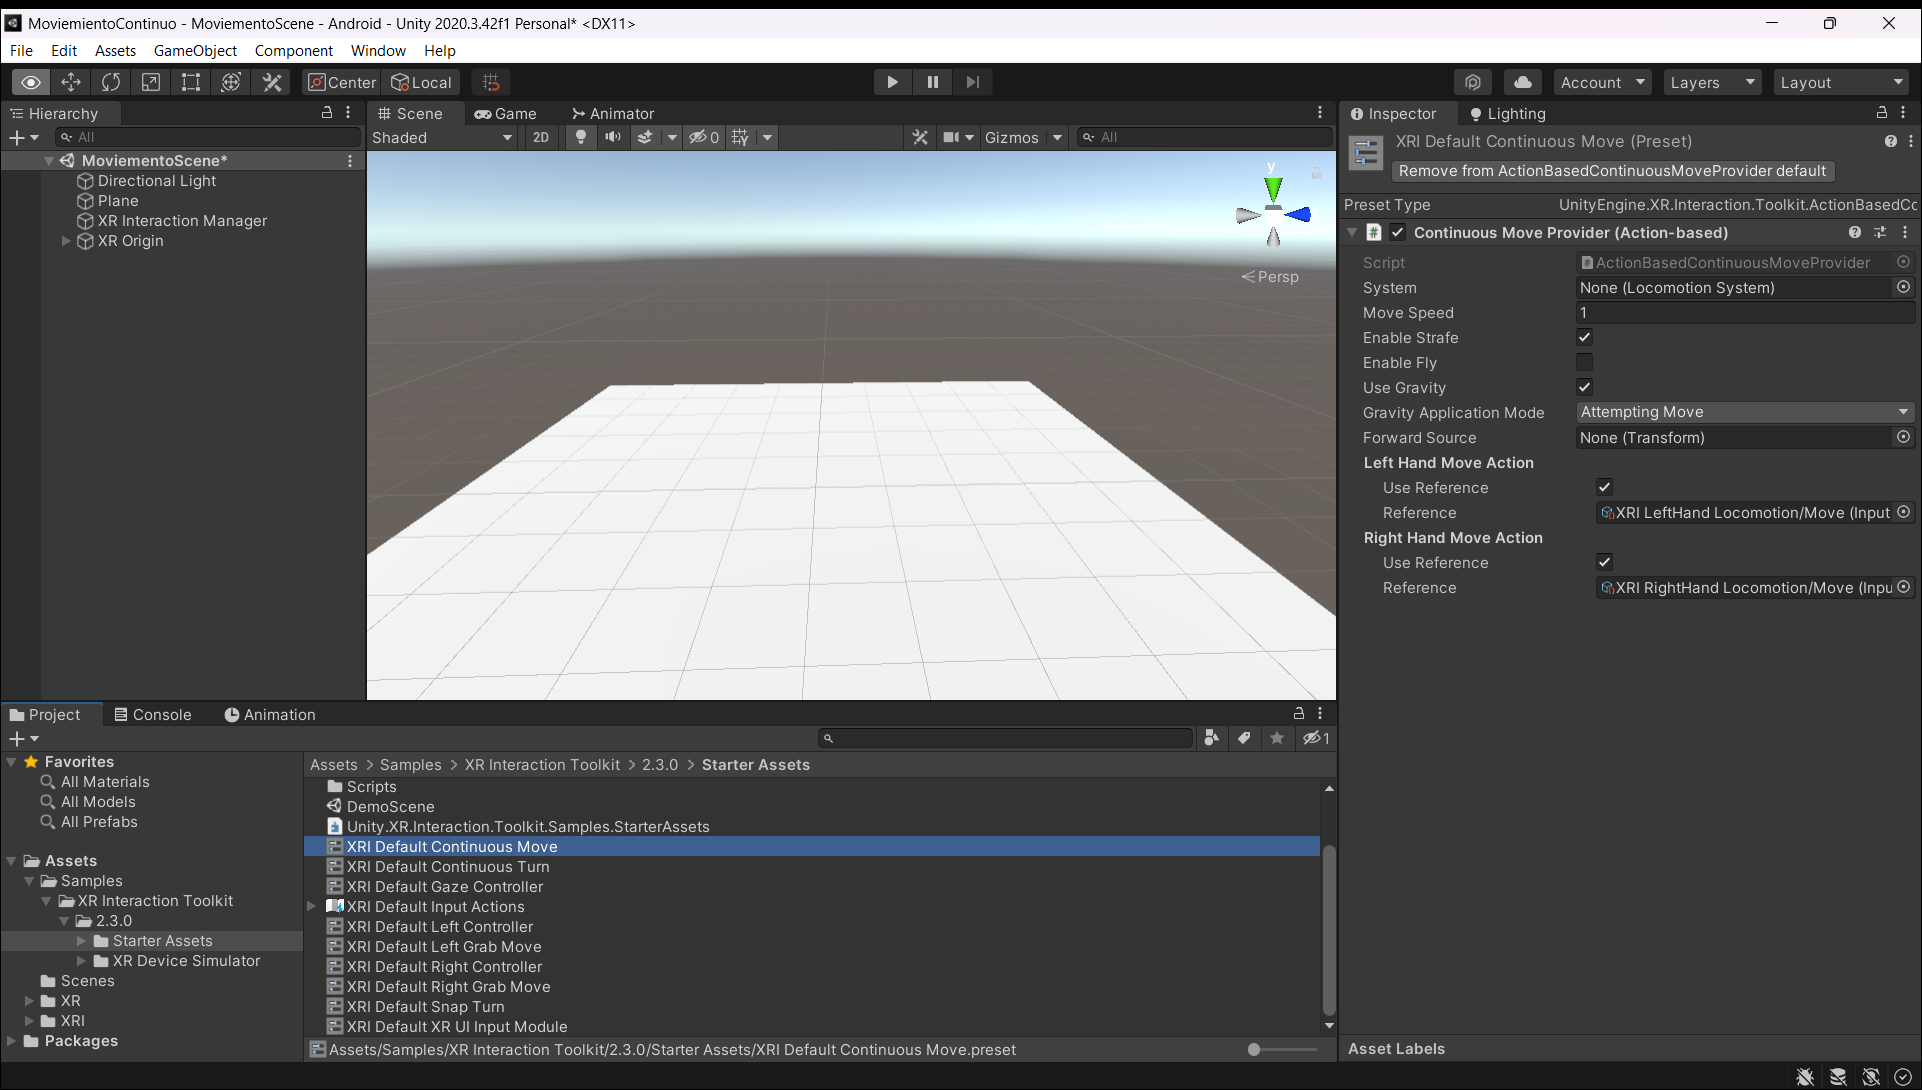 MoviemientoContinuo - MoviementoScene - Android - Unity 2020.3.42f1 Personal* <DX11>
File Edit Assets GameObject Component Window Help
Center Local Account Layers Layout
Hierarchy
All
MoviementoScene*
Directional Light
Plane
XR Interaction Manager
XR Origin
Scene Game Animator
Shaded 2D 0 Gizmos All
y
Persp
Inspector Lighting
XRI Default Continuous Move (Preset)
Remove from ActionBasedContinuousMoveProvider default
Preset Type UnityEngine.XR.Interaction.Toolkit.ActionBasedCc
# Continuous Move Provider (Action-based)
Script ActionBasedContinuousMoveProvider
System None (Locomotion System)
Move Speed 1
Enable Strafe
Enable Fly
Use Gravity
Gravity Application Mode Attempting Move
Forward Source None (Transform)
Left Hand Move Action
Use Reference
Reference XRI LeftHand Locomotion/Move (Input
Right Hand Move Action
Use Reference
Reference XRI RightHand Locomotion/Move (Inpu
Asset Labels
Project Console Animation
1
Favorites
All Materials
All Models
All Prefabs
Assets
Samples
XR Interaction Toolkit
2.3.0
Starter Assets
XR Device Simulator
Scenes
XR
XRI
Packages
Assets > Samples > XR Interaction Toolkit > 2.3.0 > Starter Assets
Scripts
DemoScene
Unity.XR.Interaction.Toolkit.Samples.StarterAssets
XRI Default Continuous Move
XRI Default Continuous Turn
XRI Default Gaze Controller
XRI Default Input Actions
XRI Default Left Controller
XRI Default Left Grab Move
XRI Default Right Controller
XRI Default Right Grab Move
XRI Default Snap Turn
XRI Default XR UI Input Module
Assets/Samples/XR Interaction Toolkit/2.3.0/Starter Assets/XRI Default Continuous Move.preset